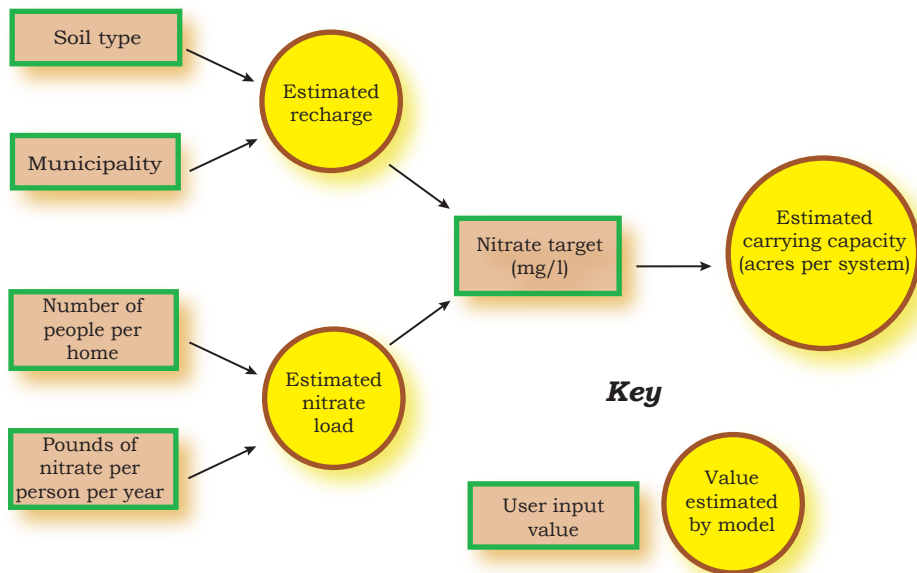 Soil type
Estimated
recharge
Municipality
Nitrate target
(mg/l)
Estimated
carrying capacity
(acres per system)
Number of
people per
home
Estimated
nitrate
load
Pounds of
nitrate per
person per year
Key
User input
value
Value
estimated
by model